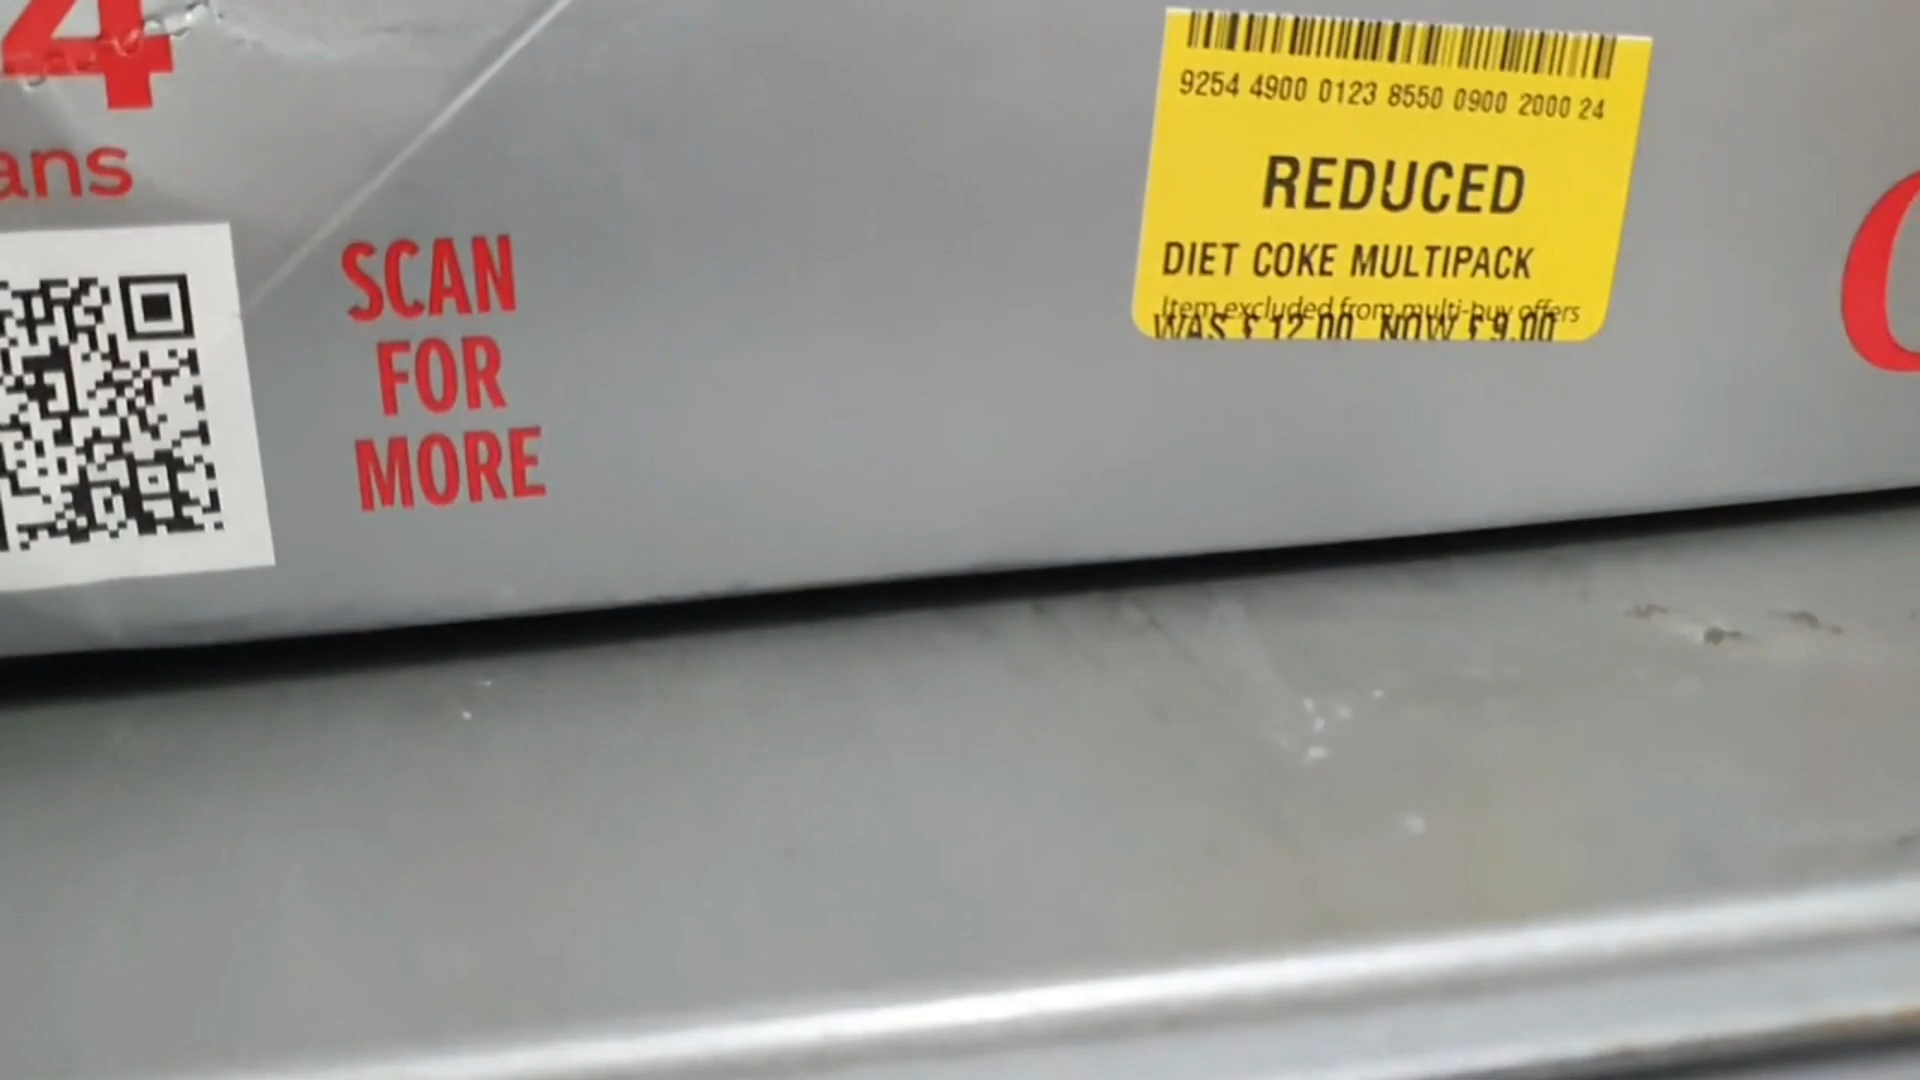 4
ans
SCAN
FOR
MORE
9254 4900 0123 8550 0900 2000 24
REDUCED
DIET COKE MULTIPACK
Item excluded from multi-buy offers
WAS £12.00 NOW £9.00
C